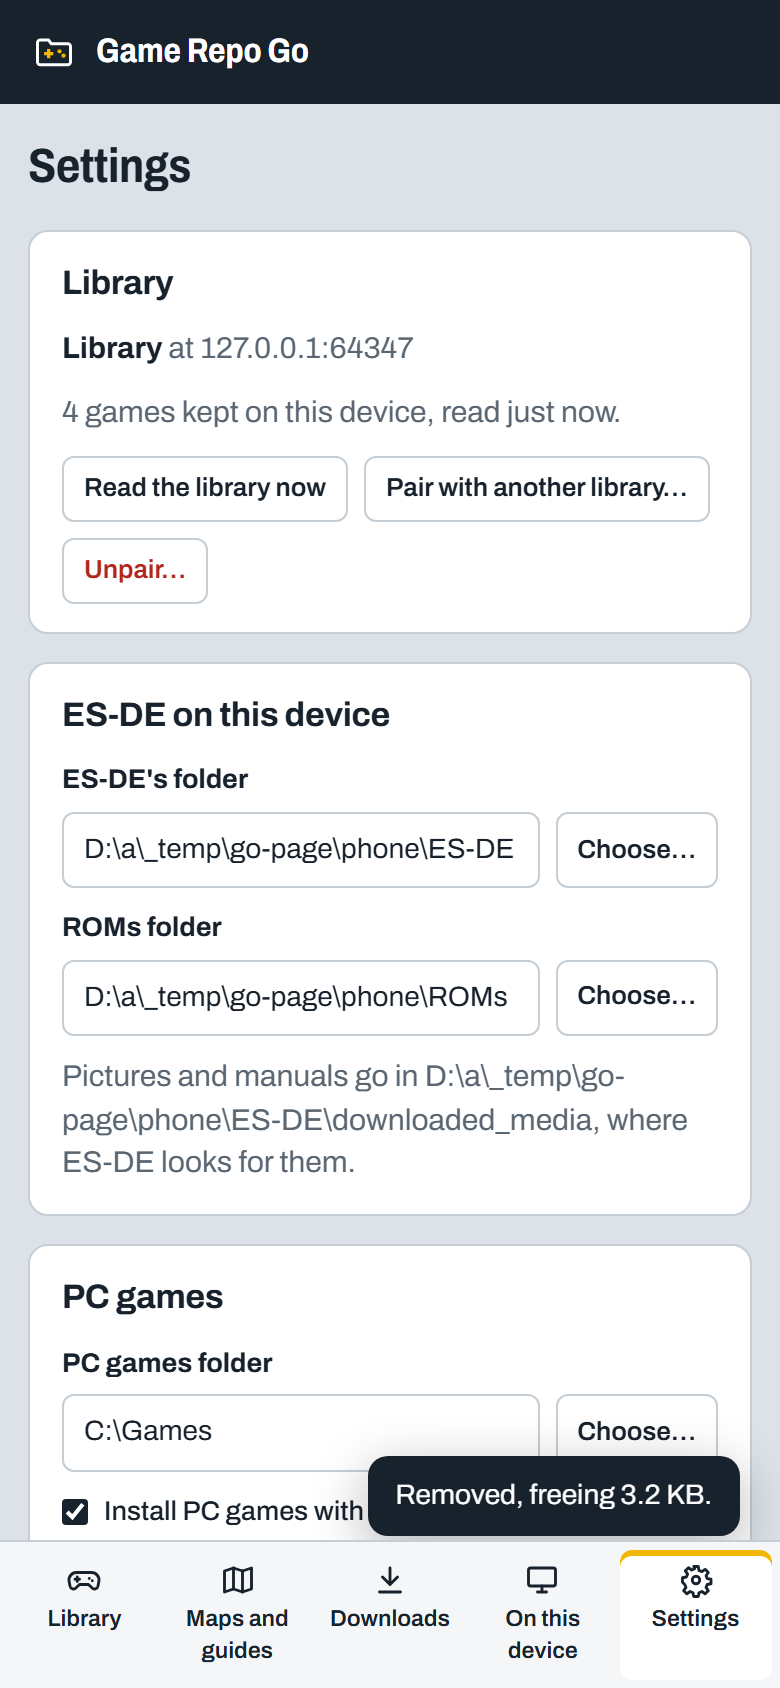 Game Repo Go
Settings
Library
Library at 127.0.0.1:64347
4 games kept on this device, read just now.
Read the library now
Pair with another library...
Unpair...
ES-DE on this device
ES-DE's folder
D:\a\_temp\go-page\phone\ES-DE
Choose...
ROMs folder
D:\a\_temp\go-page\phone\ROMs
Choose...
Pictures and manuals go in D:\a\_temp\go-
page\phone\ES-DE\downloaded_media, where
ES-DE looks for them.
PC games
PC games folder
C:\Games
Choose...
Install PC games with
Removed, freeing 3.2 KB.
Library
Maps and
guides
Downloads
On this
device
Settings